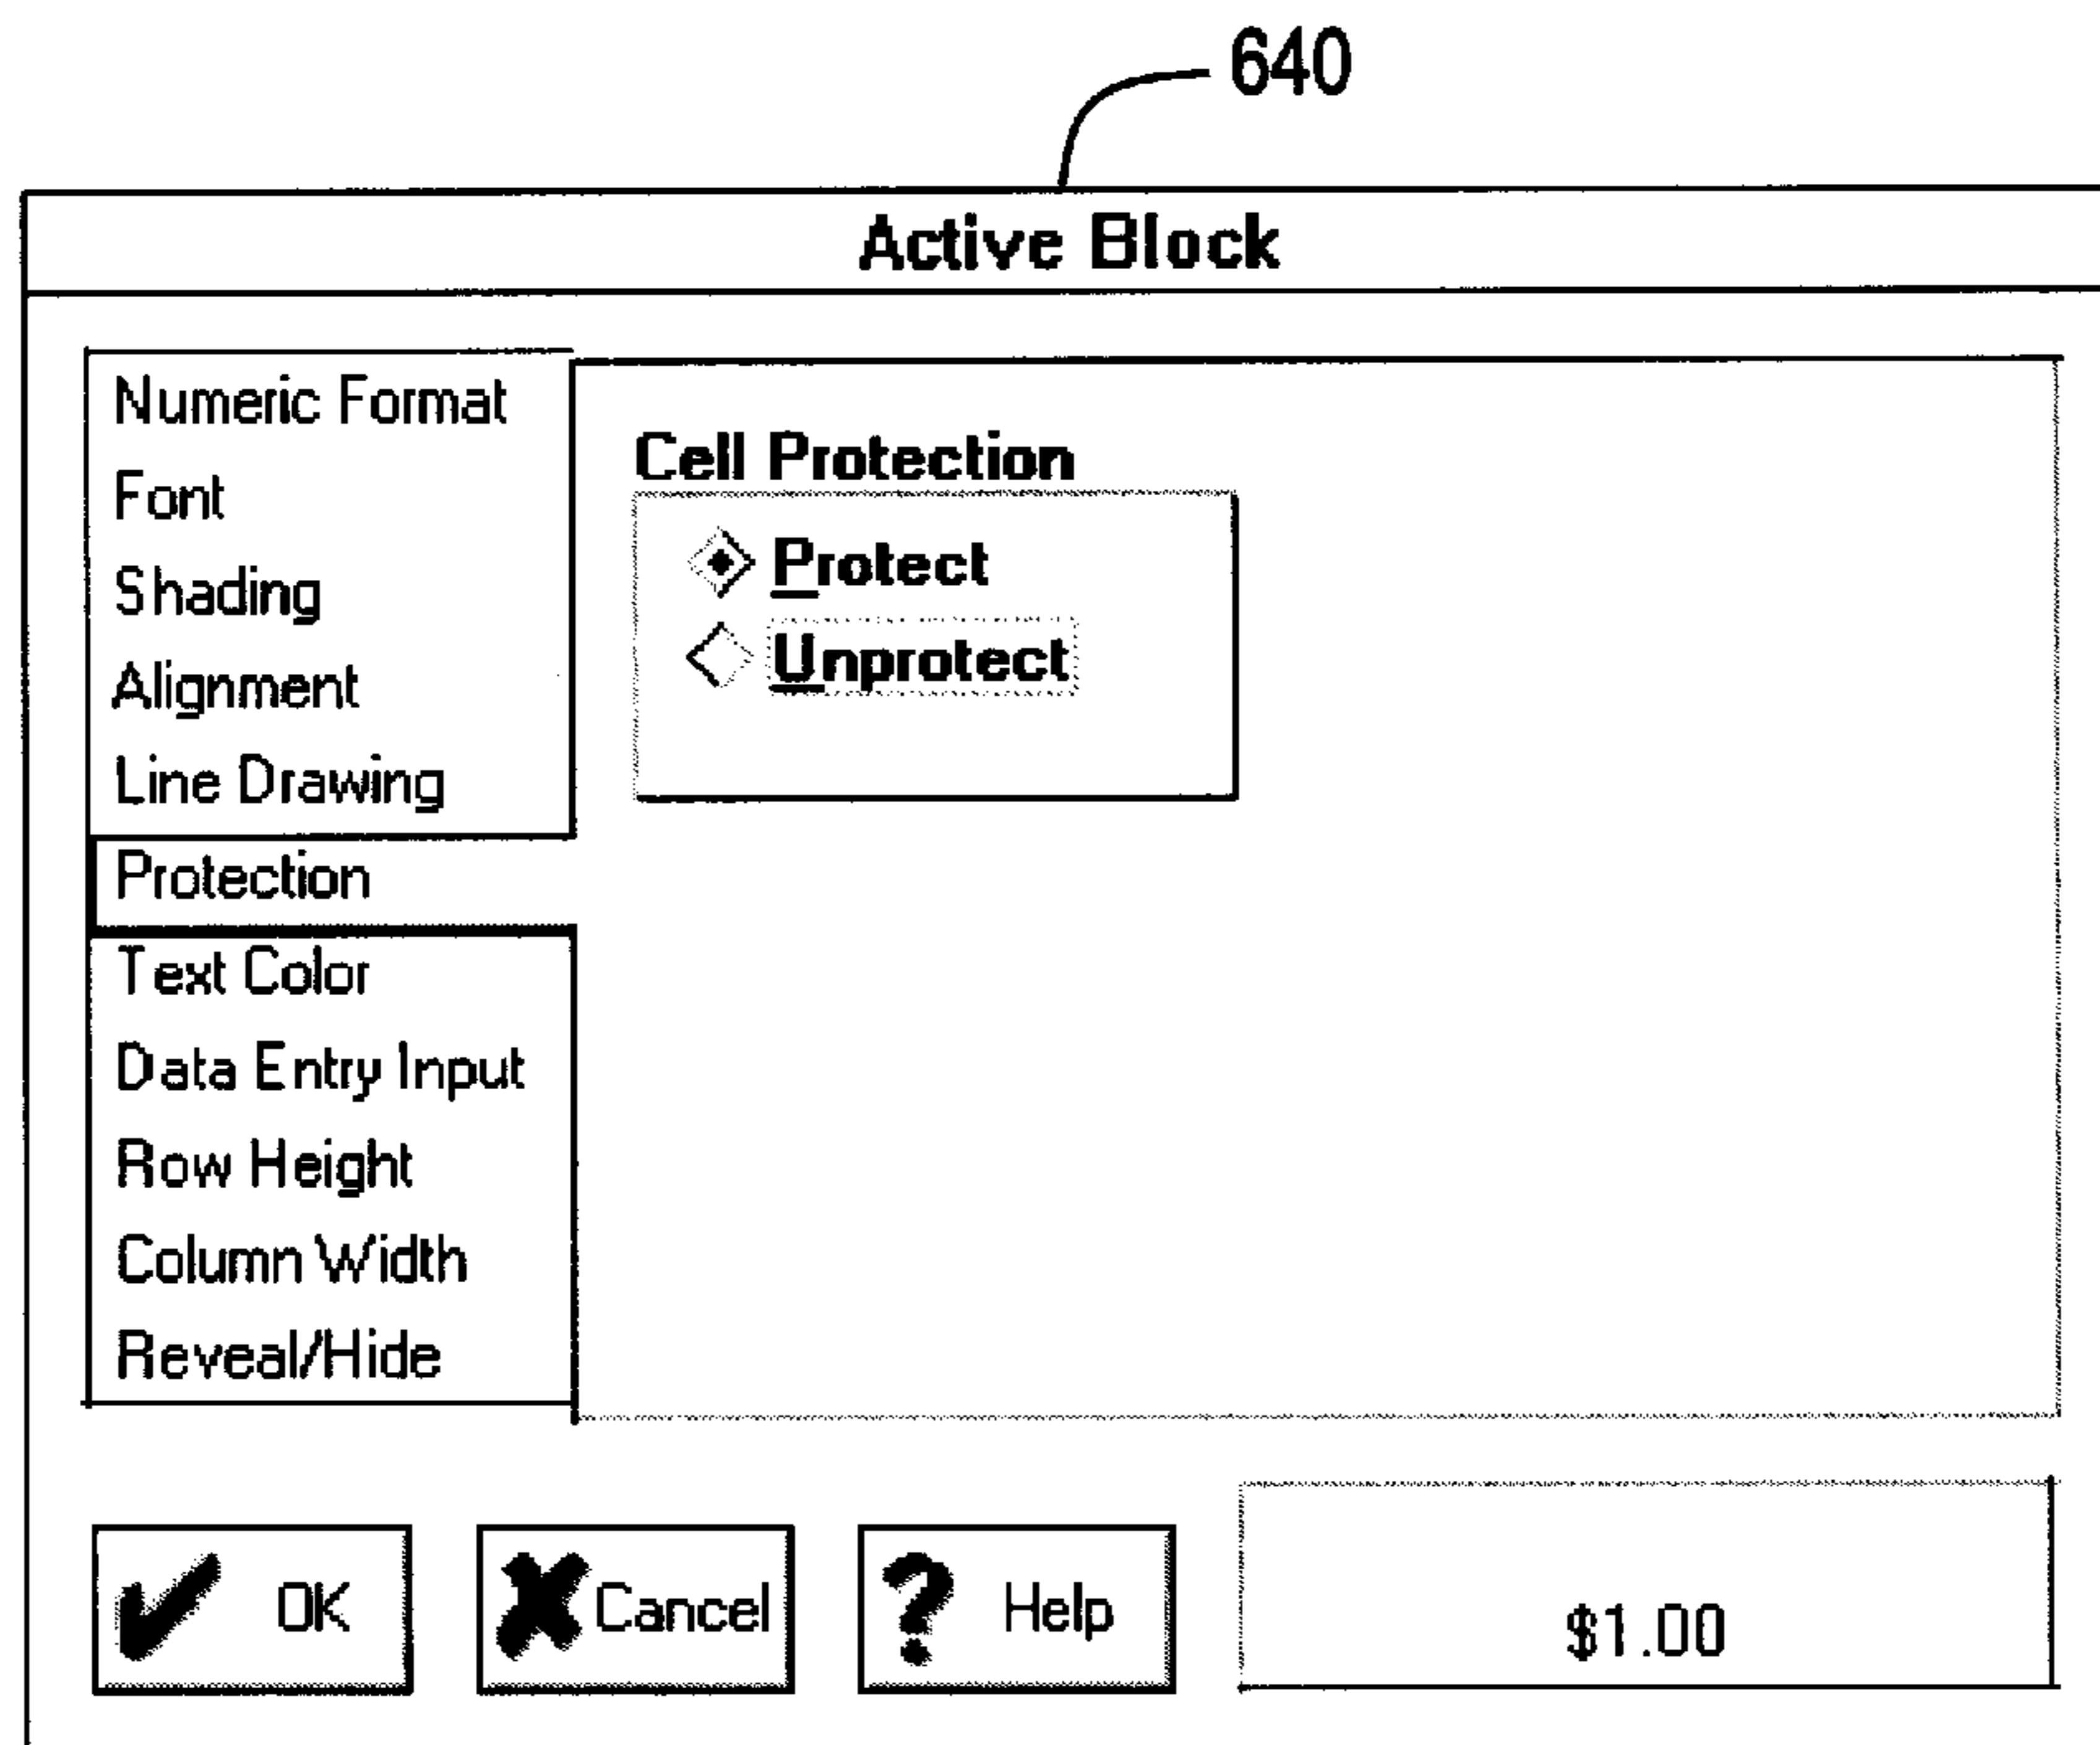 640
Active Block
Numeric Format
Font
Shading
Alignment
Line Drawing
Protection
Text Color
Data Entry Input
Row Height
Column Width
Reveal/Hide
Cell Protection
Protect
Unprotect
OK
Cancel
Help
$1.00